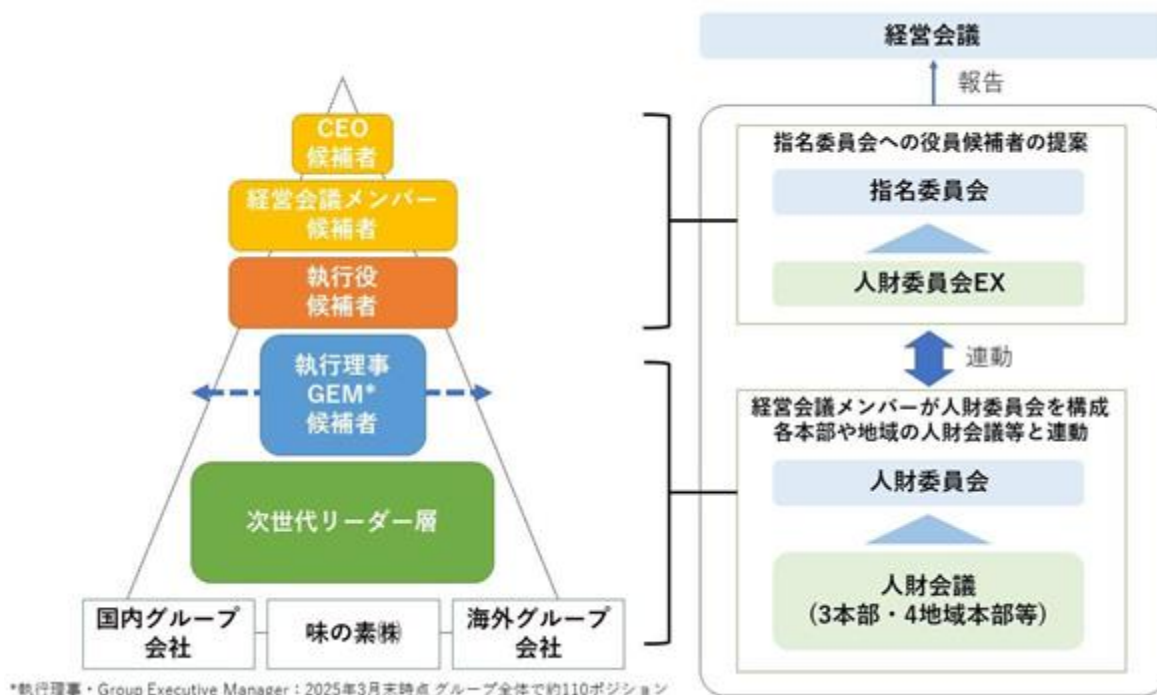 CEO
候補者
経営会議メンバー
候補者
執行役
候補者
執行理事
GEM*
候補者
次世代リーダー層
国内グループ
会社
味の素㈱
海外グループ
会社
*執行理事・Group Executive Manager：2025年3月末時点 グループ全体で約110ポジション
経営会議
報告
指名委員会への役員候補者の提案
指名委員会
人財委員会EX
連動
経営会議メンバーが人財委員会を構成
各本部や地域の人財会議等と連動
人財委員会
人財会議
(3本部・4地域本部等)